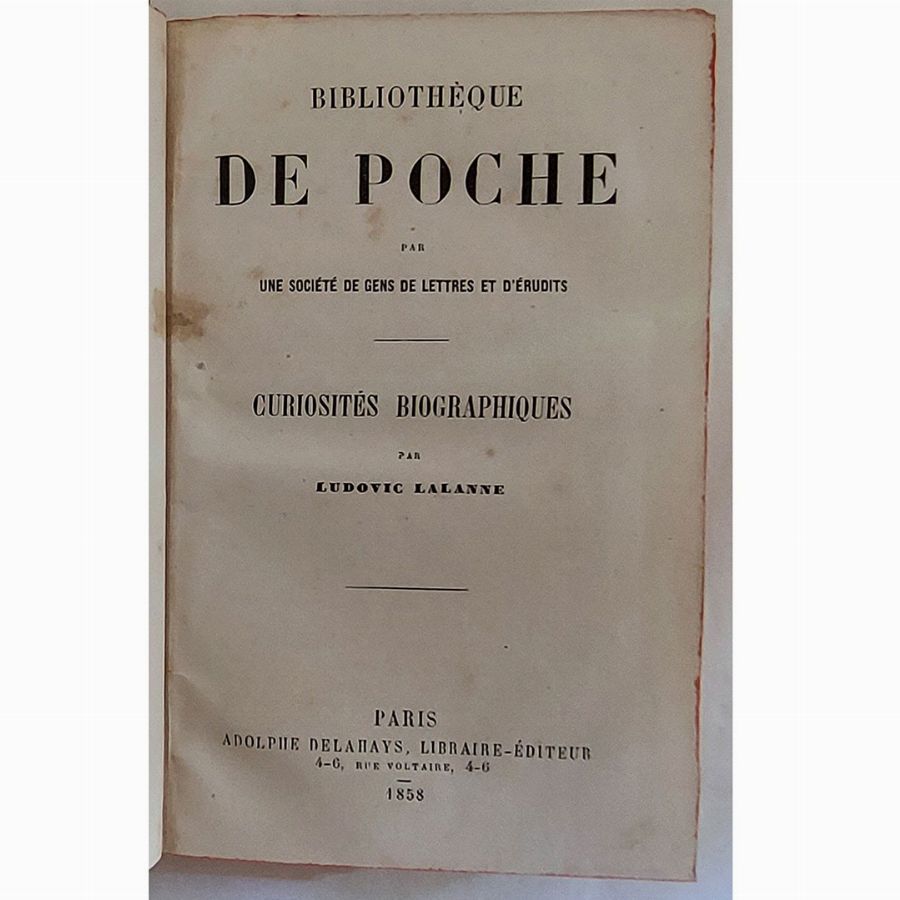 BIBLIOTHÈQUE
DE POCHE
PAR
UNE SOCIÉTÉ DE GENS DE LETTRES ET D'ÉRUDITS
CURIOSITÉS BIOGRAPHIQUES
PAR
LUDOVIC LALANNE
PARIS
ADOLPHE DELAHAYS, LIBRAIRE-ÉDITEUR
4-6, RUE VOLTAIRE, 4-6
1858